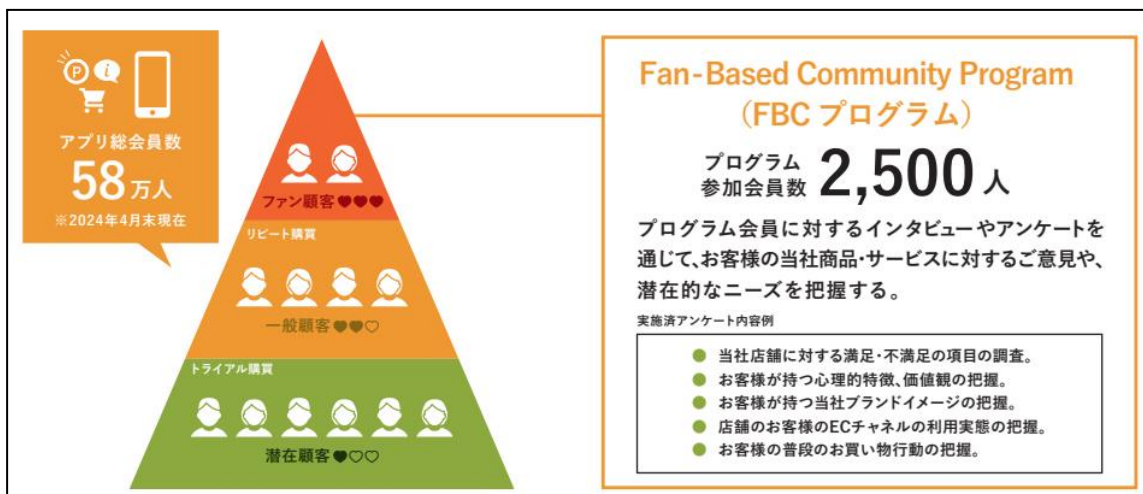 P
i
アプリ総会員数
58万人
※2024年4月末現在
ファン顧客♥♥♥
リピート購買
一般顧客♥♥♡
トライアル購買
潜在顧客♥♡♡
Fan-Based Community Program
（FBC プログラム）
プログラム
参加会員数 2,500 人
プログラム会員に対するインタビューやアンケートを
通じて、お客様の当社商品・サービスに対するご意見や、
潜在的なニーズを把握する。
実施済アンケート内容例
● 当社店舗に対する満足・不満足の項目の調査。
● お客様が持つ心理的特徴、価値観の把握。
● お客様が持つ当社ブランドイメージの把握。
● 店舗のお客様のECチャネルの利用実態の把握。
● お客様の普段のお買い物行動の把握。